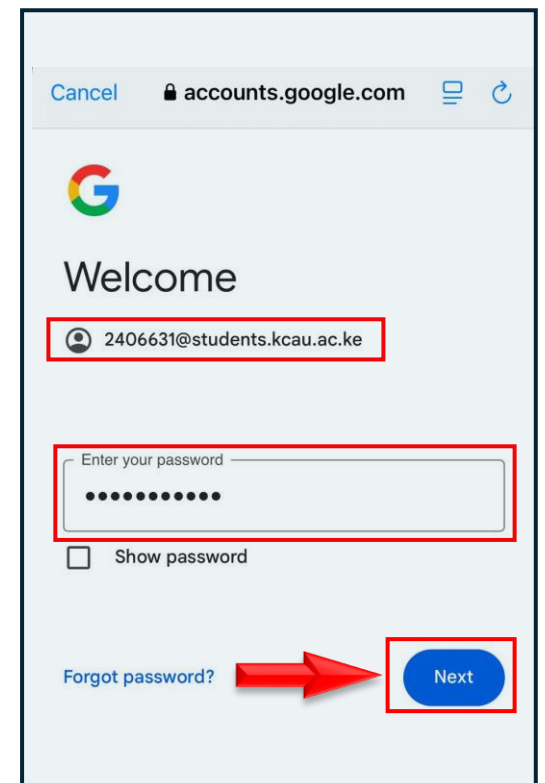 Cancel accounts.google.com
Welcome
2406631@students.kcau.ac.ke
Enter your password
•••••••••••
Show password
Forgot password? Next